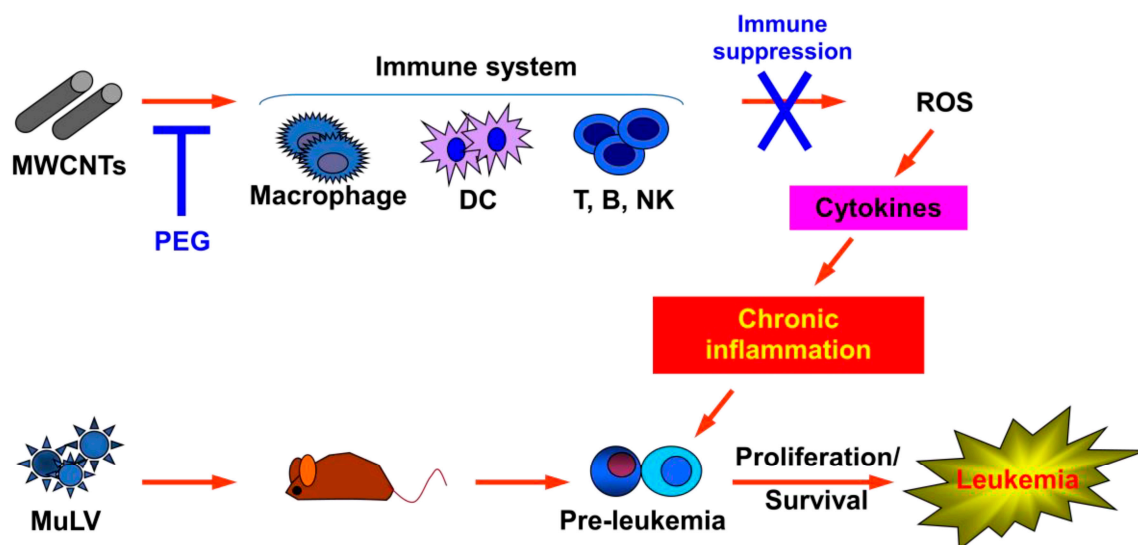 Immune
suppression
Immune system
ROS
MWCNTs
Macrophage
DC
T, B, NK
Cytokines
PEG
Chronic
inflammation
Proliferation/
Survival
Leukemia
MuLV
Pre-leukemia